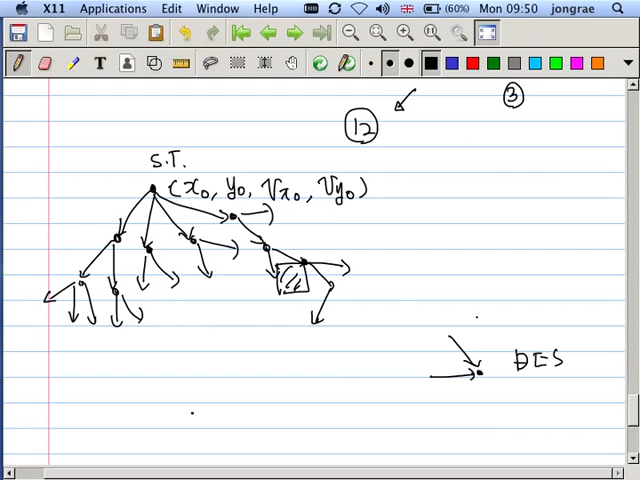 X11 Applications Edit Window Help (60%) Mon 09:50 jongrae
T
3
12
S.T.
(x₀, y₀, Vx₀, Vy₀)
DES